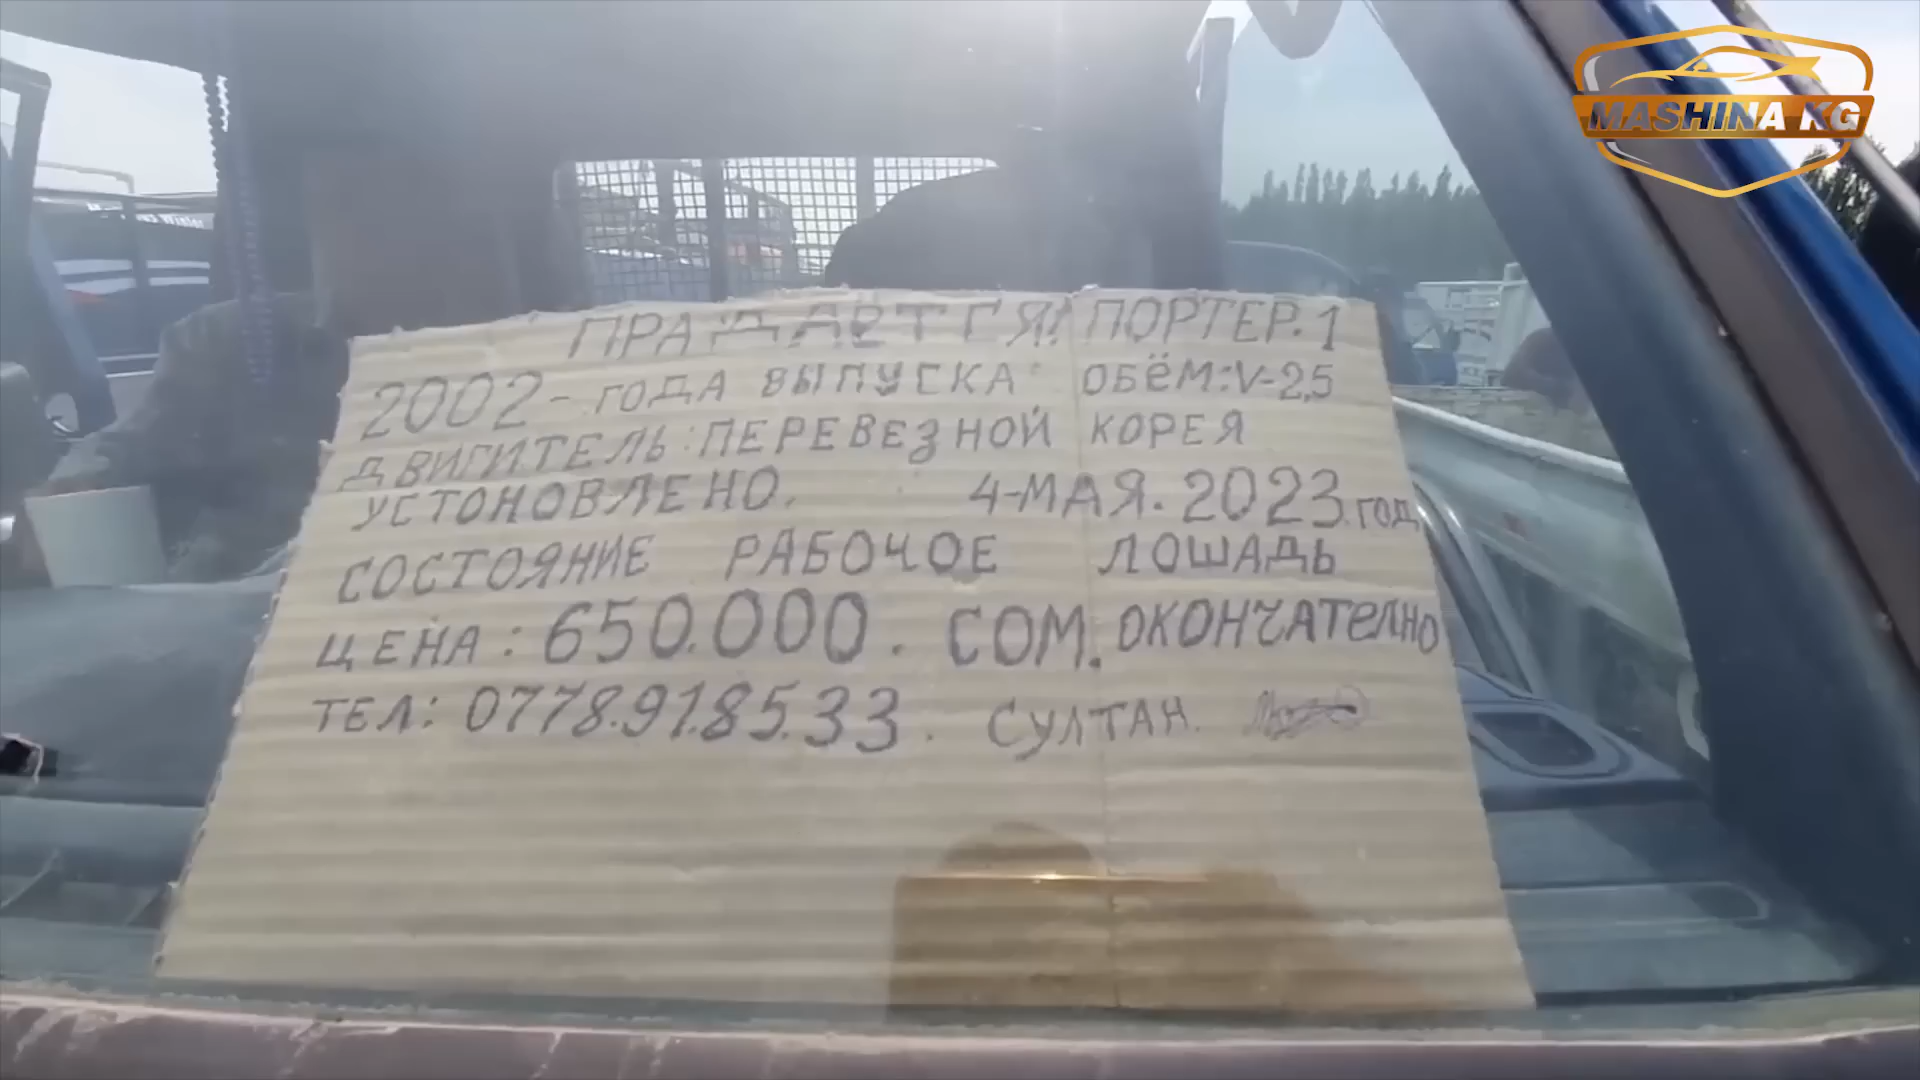 MASHINA KG
ПРАДАЁТСЯ! ПОРТЕР.1
2002- ГОДА ВЫПУСКА ОБЁМ:V-2,5
ДВИГИТЕЛЬ:ПЕРЕВЕЗНОЙ КОРЕЯ
УСТОНОВЛЕНО. 4-МАЯ.2023.ГОД
СОСТОЯНИЕ РАБОЧОЕ ЛОШАДЬ
ЦЕНА: 650.000. СОМ. ОКОНЧАТЕЛНО
ТЕЛ: 0778.91.85.33. СУЛТАН.